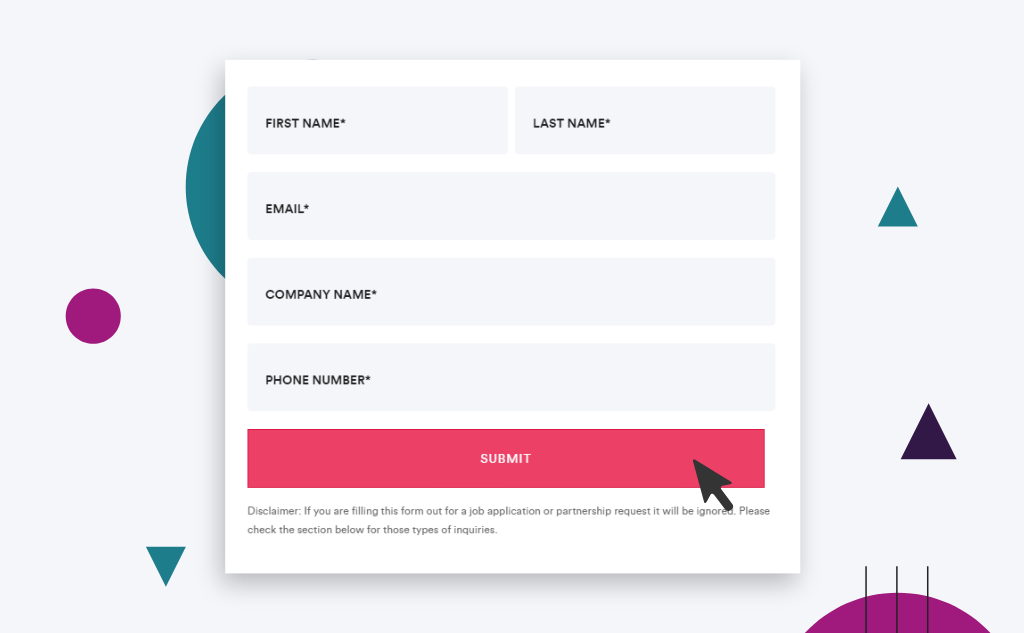 FIRST NAME*
LAST NAME*
EMAIL*
COMPANY NAME*
PHONE NUMBER*
SUBMIT
Disclaimer: If you are filling this form out for a job application or partnership request it will be ignored. Please
check the section below for those types of inquiries.